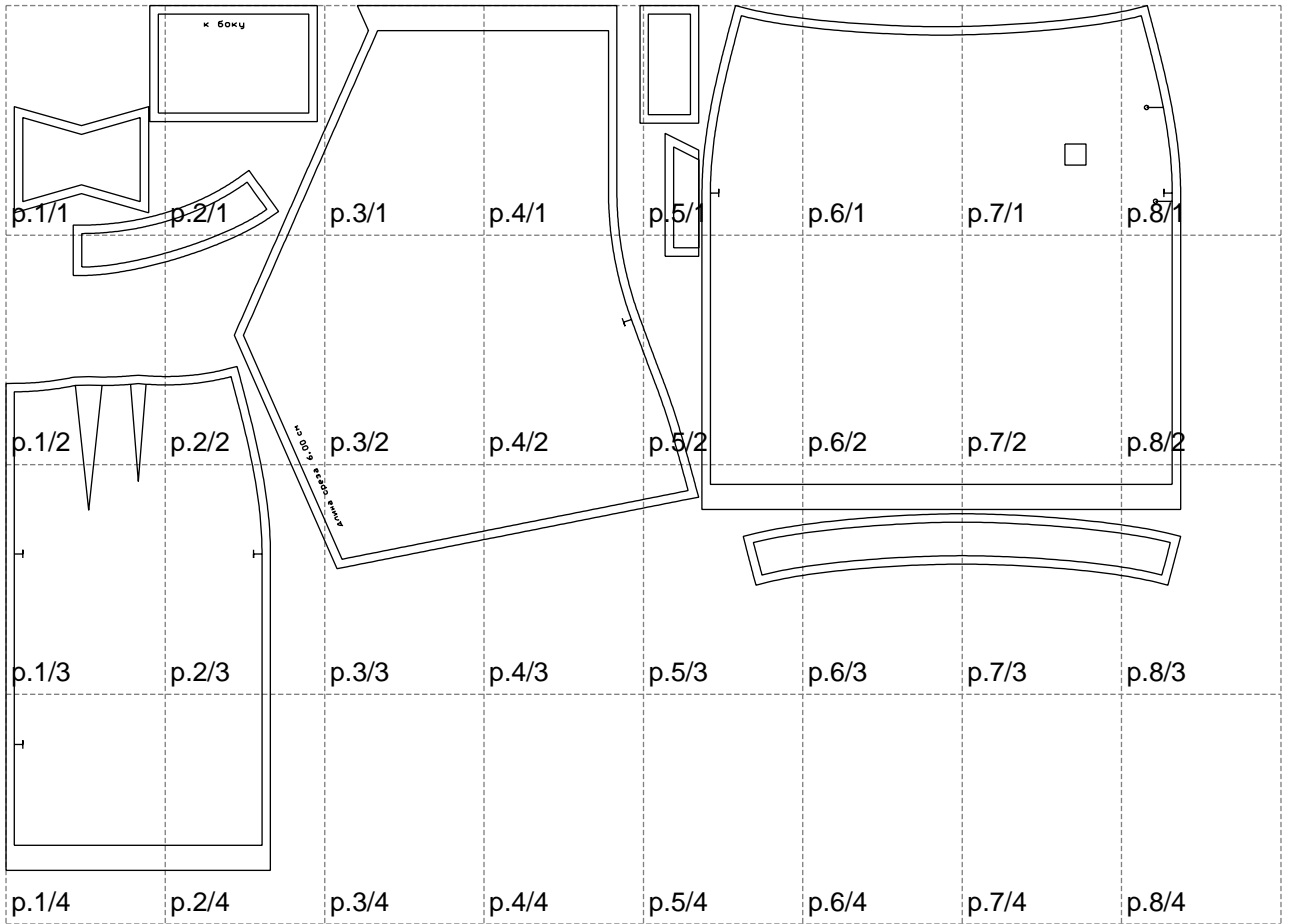 к боку
p.1/1 p.2/1 p.3/1 p.4/1 p.5/1 p.6/1 p.7/1 p.8/1
p.1/2 p.2/2 p.3/2 p.4/2 p.5/2 p.6/2 p.7/2 p.8/2
длина среза 6.00 см
p.1/3 p.2/3 p.3/3 p.4/3 p.5/3 p.6/3 p.7/3 p.8/3
p.1/4 p.2/4 p.3/4 p.4/4 p.5/4 p.6/4 p.7/4 p.8/4